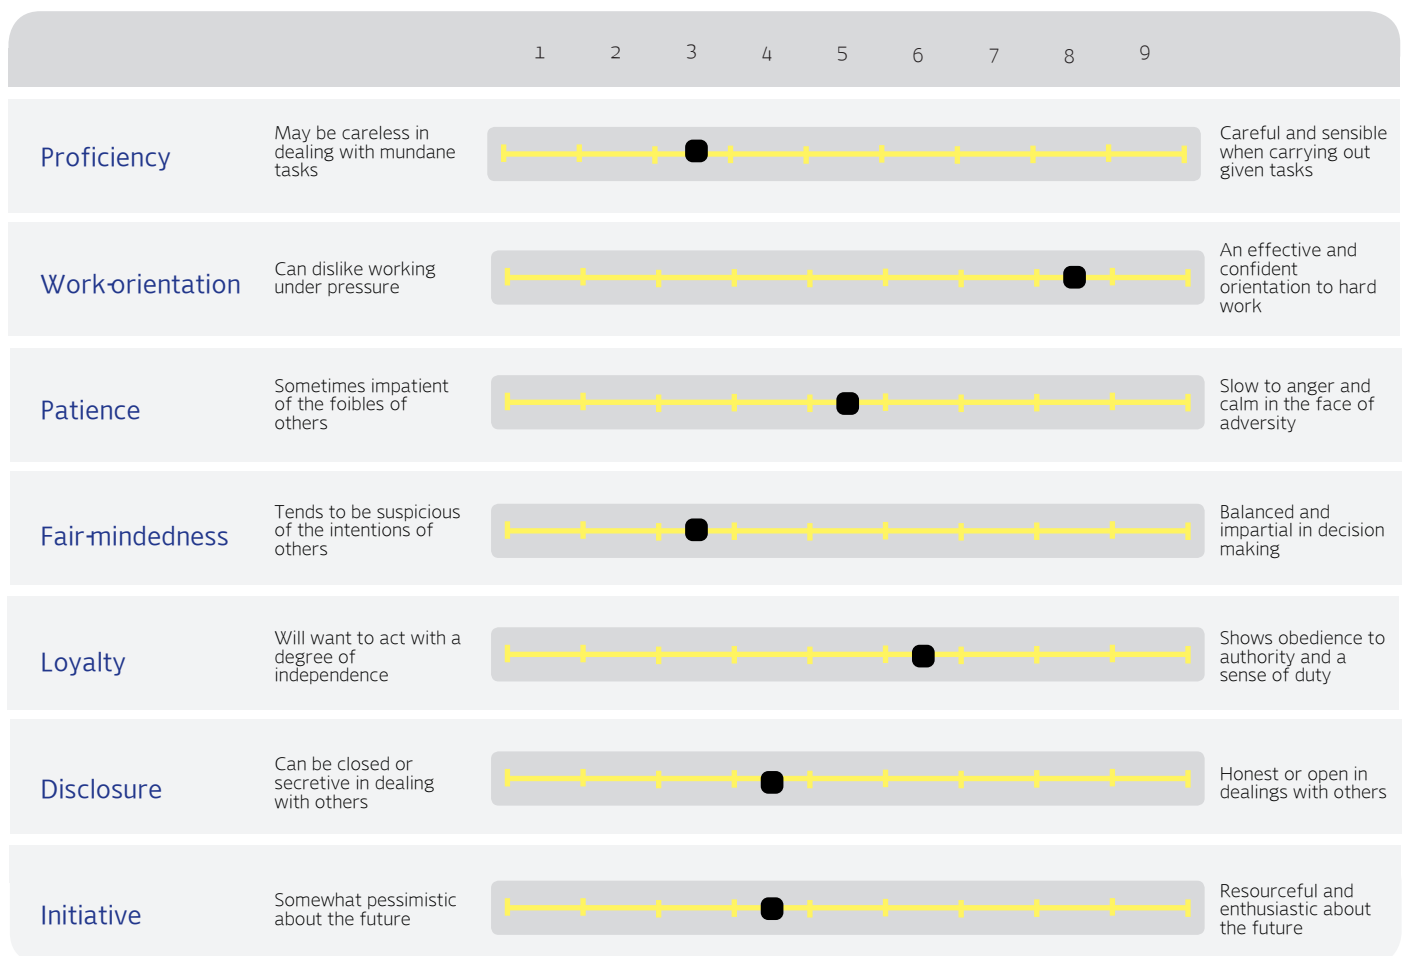 1 2 3 4 5 6 7 8 9
Proficiency
May be careless in
dealing with mundane
tasks
Careful and sensible
when carrying out
given tasks
Work-orientation
Can dislike working
under pressure
An effective and
confident
orientation to hard
work
Patience
Sometimes impatient
of the foibles of
others
Slow to anger and
calm in the face of
adversity
Fair-mindedness
Tends to be suspicious
of the intentions of
others
Balanced and
impartial in decision
making
Loyalty
Will want to act with a
degree of
independence
Shows obedience to
authority and a
sense of duty
Disclosure
Can be closed or
secretive in dealing
with others
Honest or open in
dealings with others
Initiative
Somewhat pessimistic
about the future
Resourceful and
enthusiastic about
the future